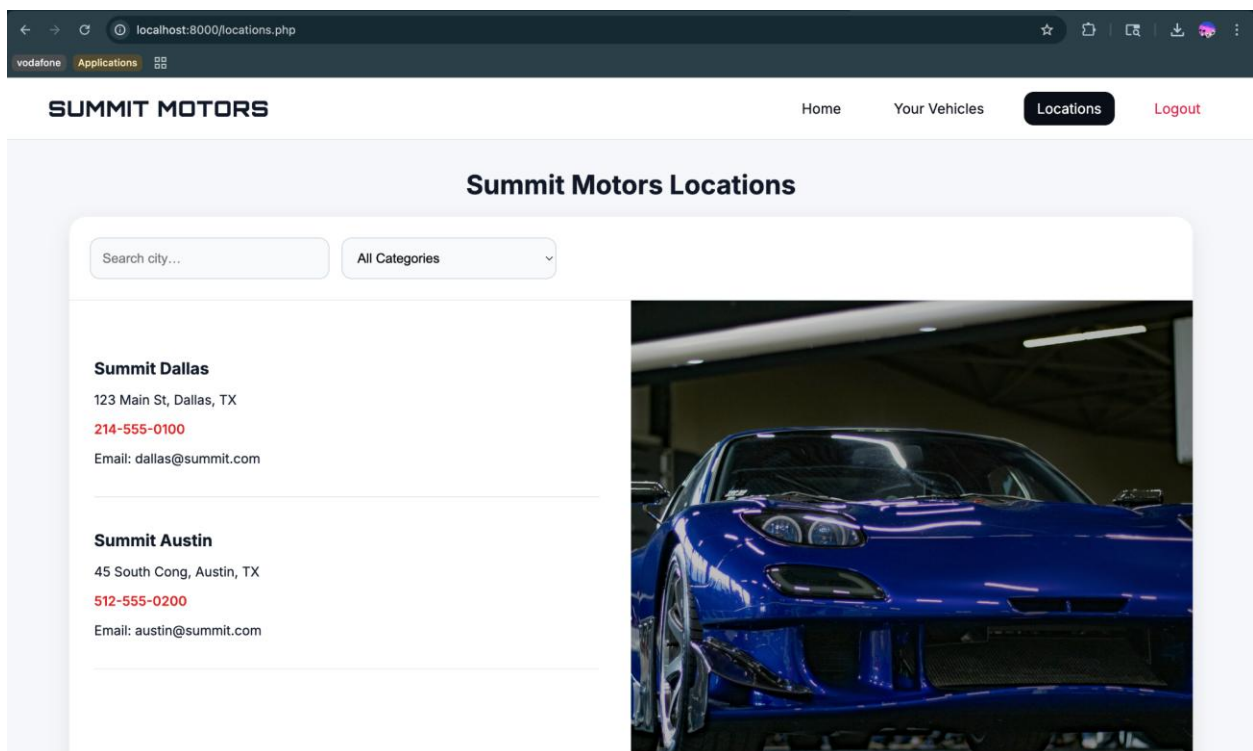 localhost:8000/locations.php
vodafone Applications
SUMMIT MOTORS Home Your Vehicles Locations Logout
Summit Motors Locations
Search city… All Categories
Summit Dallas
123 Main St, Dallas, TX
214-555-0100
Email: dallas@summit.com
Summit Austin
45 South Cong, Austin, TX
512-555-0200
Email: austin@summit.com